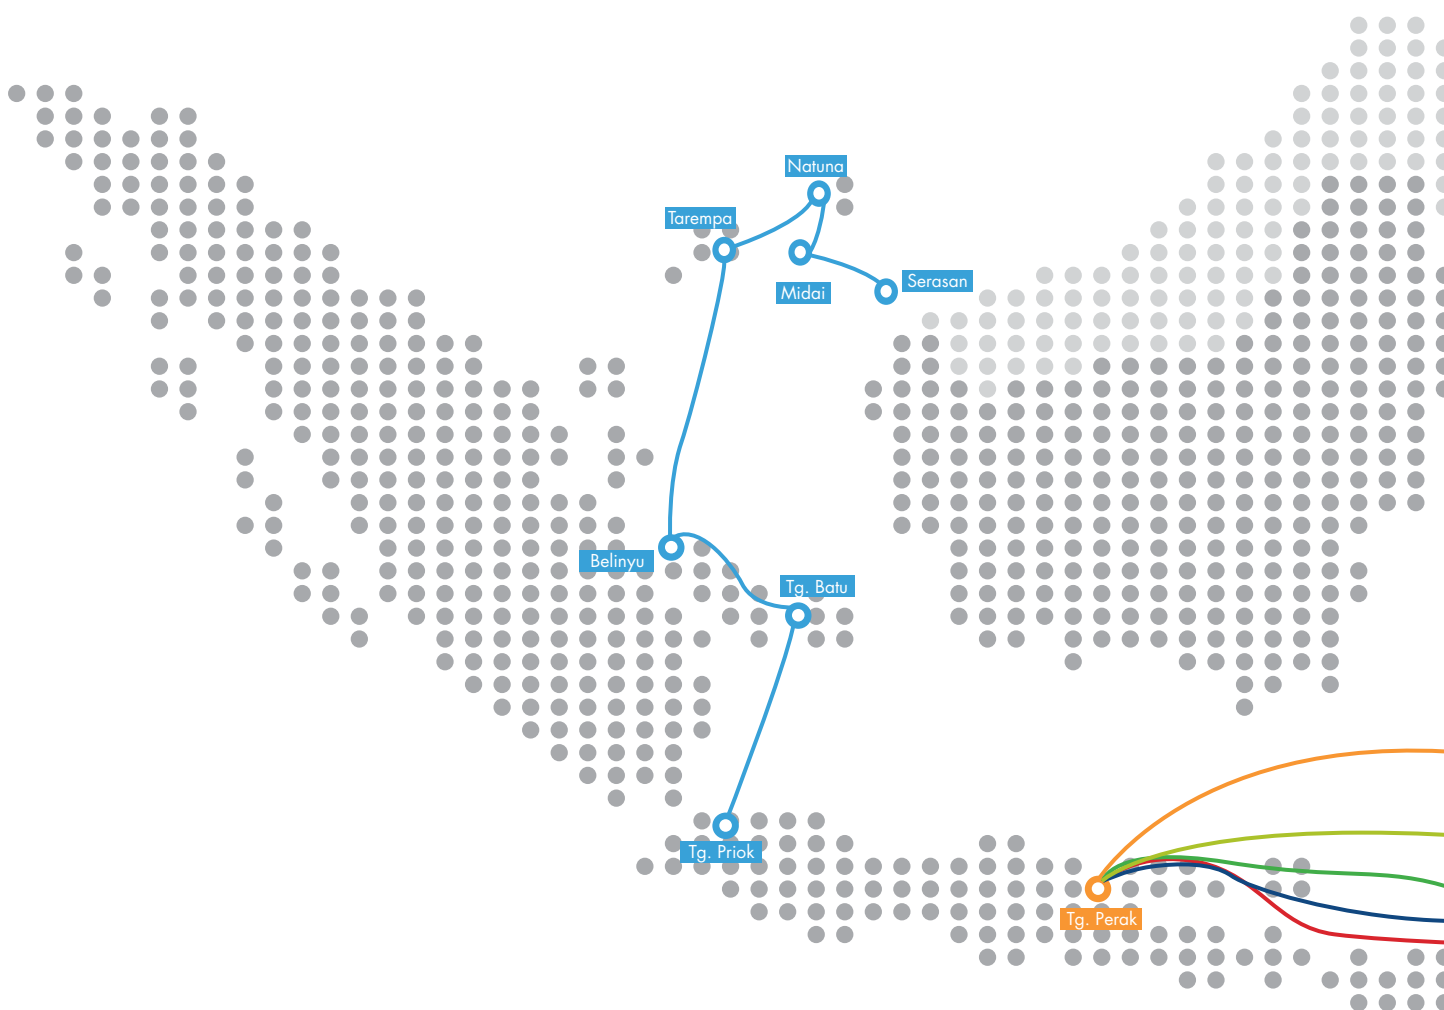 Natuna
Tarempa
Serasan
Midai
Belinyu
Tg. Batu
Tg. Priok
Tg. Perak